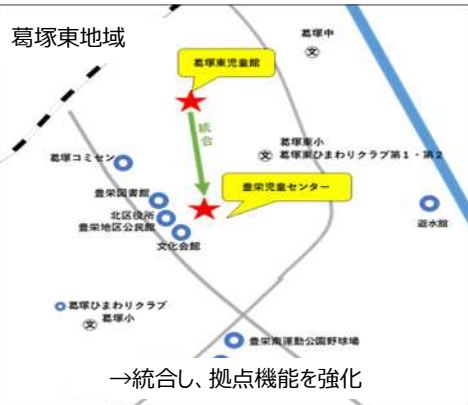 葛塚東地域
葛塚中
文
葛塚東児童館
統合
葛塚東小
文 葛塚東ひまわりクラブ第1・第2
葛塚コミセン
豊栄児童センター
豊栄図書館
北区役所
豊栄地区公民館
文化会館
遊水館
葛塚ひまわりクラブ
文 葛塚小
豊栄南運動公園野球場
→統合し、拠点機能を強化